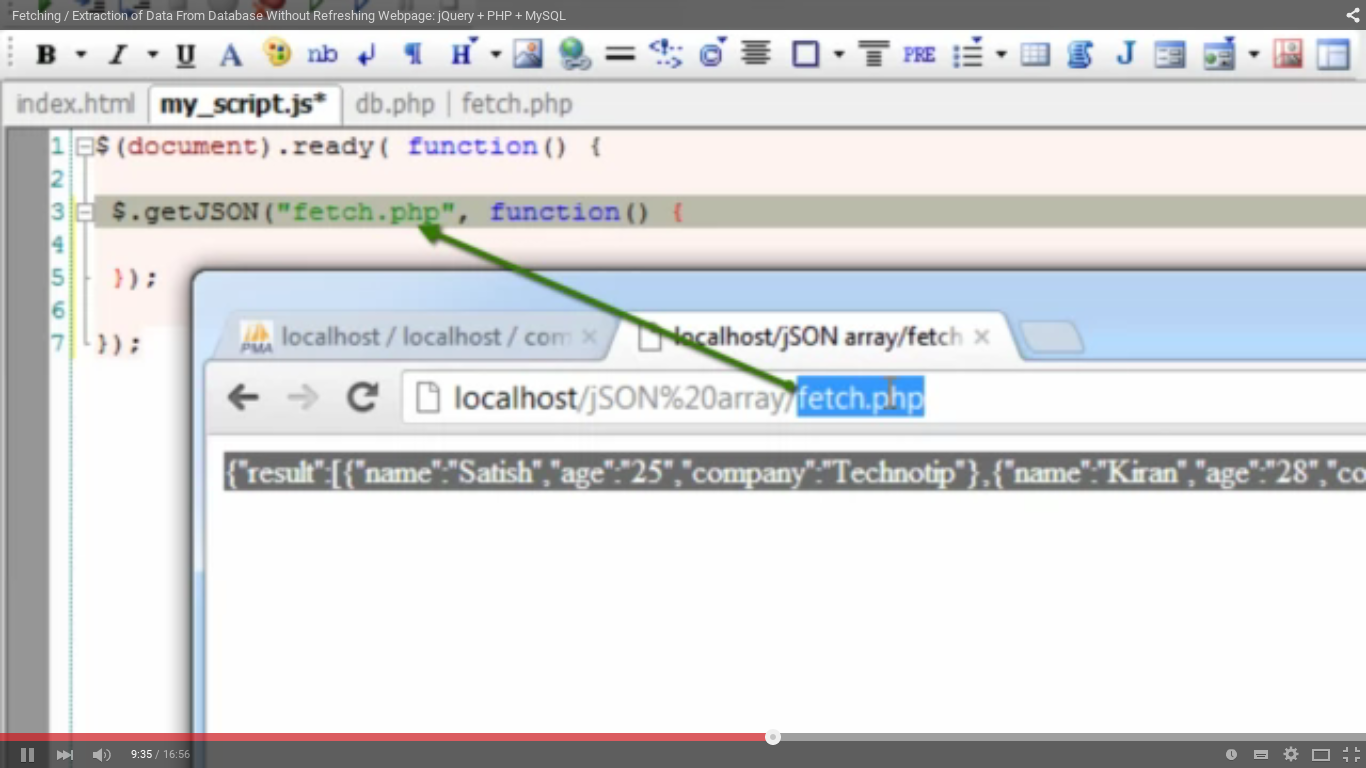 Fetching / Extraction of Data From Database Without Refreshing Webpage: jQuery + PHP + MySQL
B I U A nb ¶ H PRE J
index.html my_script.js* db.php | fetch.php
1 $(document).ready( function() {
2
3 $.getJSON("fetch.php", function() {
4
5 });
6
7 });
PMA localhost / localhost / com × localhost/jSON array/fetch ×
localhost/jSON%20array/fetch.php
{"result":[{"name":"Satish","age":"25","company":"Technotip"},{"name":"Kiran","age":"28","co
9:35 / 16:56